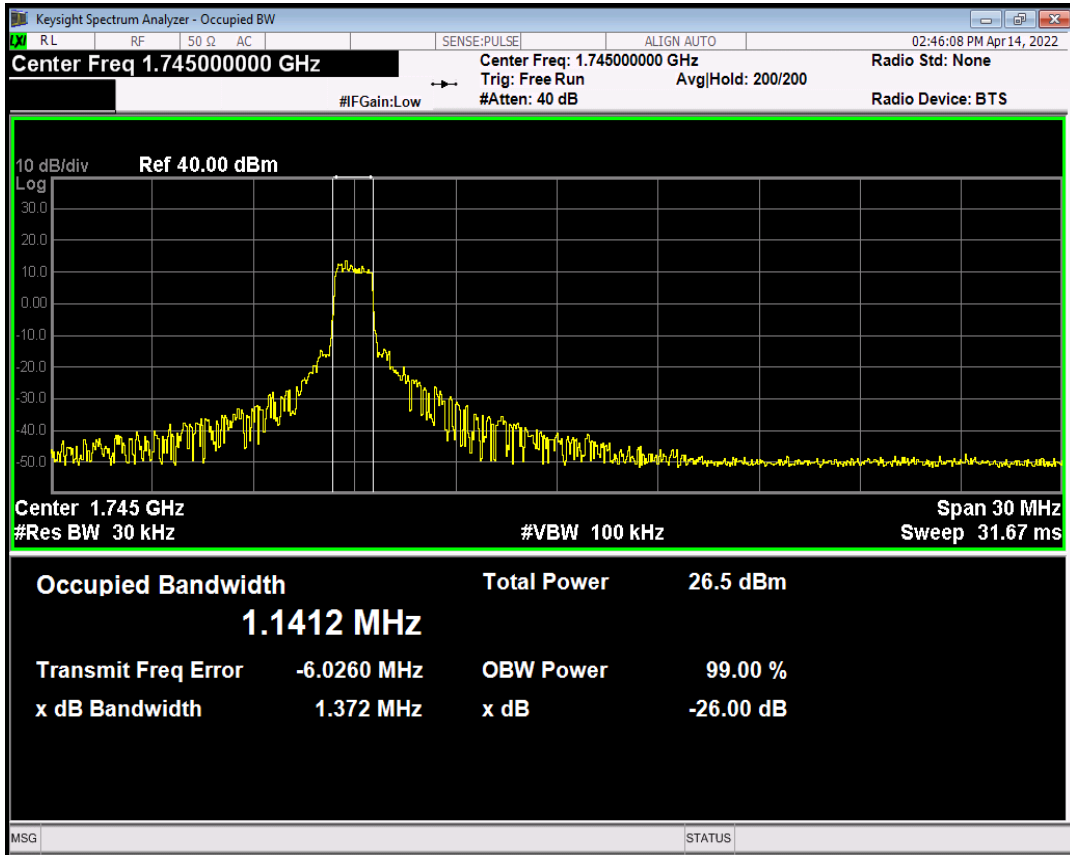 Keysight Spectrum Analyzer - Occupied BW
LXI RL RF 50 Ω AC SENSE:PULSE ALIGN AUTO 02:46:08 PM Apr 14, 2022
Center Freq 1.745000000 GHz Center Freq: 1.745000000 GHz Radio Std: None
Trig: Free Run Avg|Hold: 200/200
#IFGain:Low #Atten: 40 dB Radio Device: BTS
10 dB/div Ref 40.00 dBm
Log
30.0
20.0
10.0
0.00
-10.0
-20.0
-30.0
-40.0
-50.0
Center 1.745 GHz Span 30 MHz
#Res BW 30 kHz #VBW 100 kHz Sweep 31.67 ms
Occupied Bandwidth Total Power 26.5 dBm
1.1412 MHz
Transmit Freq Error -6.0260 MHz OBW Power 99.00 %
x dB Bandwidth 1.372 MHz x dB -26.00 dB
MSG STATUS